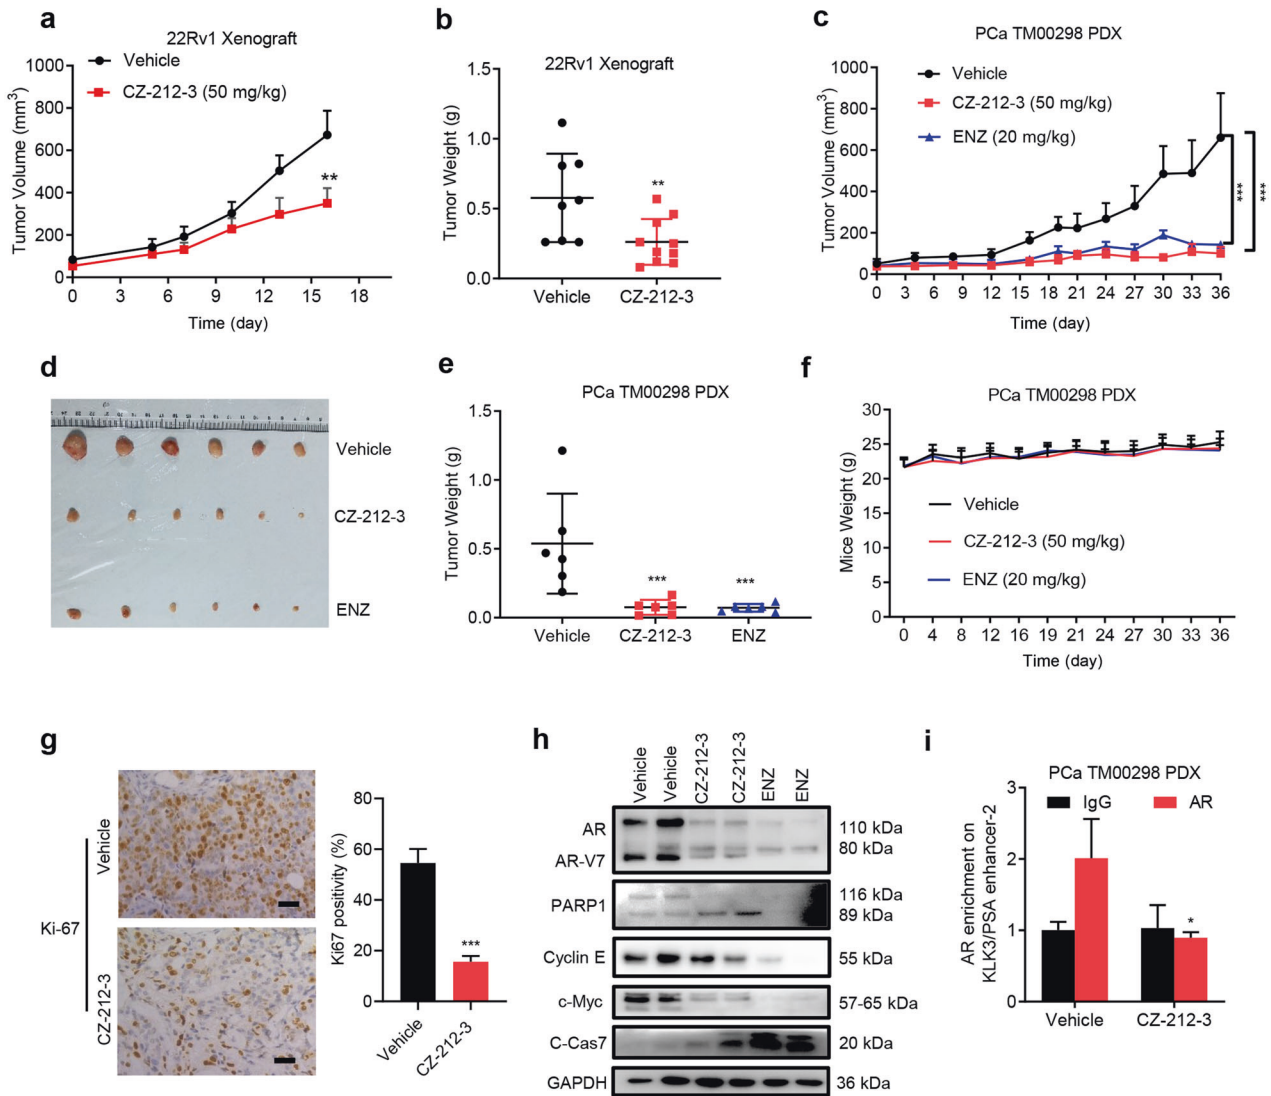 a
22Rv1 Xenograft
Vehicle
CZ-212-3 (50 mg/kg)
**
Tumor Volume (mm³)
1000
800
600
400
200
0
0 3 6 9 12 15 18
Time (day)
b
22Rv1 Xenograft
**
Tumor Weight (g)
1.5
1.0
0.5
0.0
Vehicle CZ-212-3
c
PCa TM00298 PDX
Vehicle
CZ-212-3 (50 mg/kg)
ENZ (20 mg/kg)
***
***
Tumor Volume (mm³)
1000
800
600
400
200
0
0 3 6 9 12 15 18 21 24 27 30 33 36
Time (day)
d
Vehicle
CZ-212-3
ENZ
e
PCa TM00298 PDX
*** ***
Tumor Weight (g)
1.5
1.0
0.5
0.0
Vehicle CZ-212-3 ENZ
f
PCa TM00298 PDX
Mice Weight (g)
30
25
20
15
10
25
0
Vehicle
CZ-212-3 (50 mg/kg)
ENZ (20 mg/kg)
0 4 8 12 16 19 21 24 27 30 33 36
Time (day)
g
Ki-67
Vehicle
CZ-212-3
Ki67 positivity (%)
80
60
40
20
0
***
Vehicle
CZ-212-3
h
Vehicle Vehicle CZ-212-3 CZ-212-3 ENZ ENZ
AR 110 kDa
AR-V7 80 kDa
PARP1 116 kDa
89 kDa
Cyclin E 55 kDa
c-Myc 57-65 kDa
C-Cas7 20 kDa
GAPDH 36 kDa
i
PCa TM00298 PDX
IgG AR
AR enrichment on
KLK3/PSA enhancer-2
3
2
1
0
*
Vehicle CZ-212-3